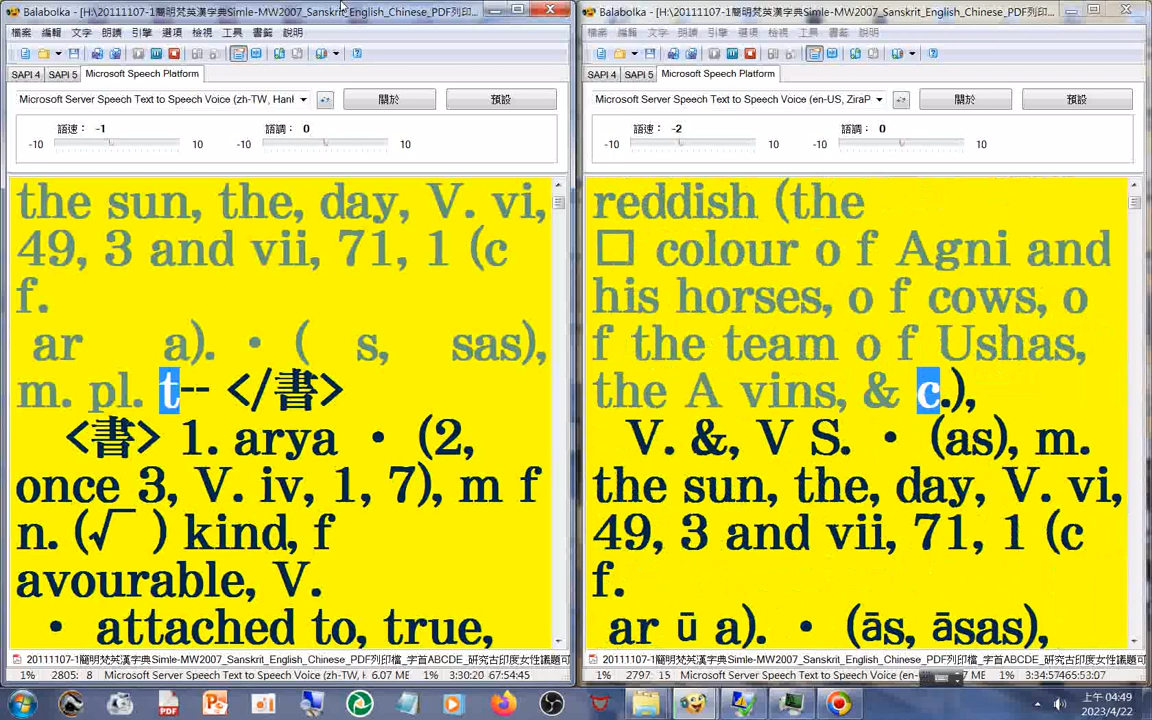 Balabolka - [H:\20111107-1簡明梵英漢字典Simle-MW2007_Sanskrit_English_Chinese_PDF列印...
檔案 編輯 文字 朗讀 引擎 選項 檢視 工具 書籤 說明
SAPI 4 SAPI 5 Microsoft Speech Platform
Microsoft Server Speech Text to Speech Voice (zh-TW, HanH
關於 預設
語速： -1 語調： 0
-10 10 -10 10
the sun, the, day, V. vi,
49, 3 and vii, 71, 1 (c
f.
ar a). • ( s, sas),
m. pl. t-- </書>
<書> 1. arya • (2,
once 3, V. iv, 1, 7), m f
n. (√ ) kind, f
avourable, V.
• attached to, true,
20111107-1簡明梵英漢字典Simle-MW2007_Sanskrit_English_Chinese_PDF列印檔_字首ABCDE_研究古印度女性議題可
1% 2805: 8 Microsoft Server Speech Text to Speech Voice (zh-TW, H 6.07 ME 1% 3:30:20 67:54:45
Balabolka - [H:\20111107-1簡明梵英漢字典Simle-MW2007_Sanskrit_English_Chinese_PDF列印...
檔案 編輯 文字 朗讀 引擎 選項 檢視 工具 書籤 說明
SAPI 4 SAPI 5 Microsoft Speech Platform
Microsoft Server Speech Text to Speech Voice (en-US, ZiraP
關於 預設
語速： -2 語調： 0
-10 10 -10 10
reddish (the
□ colour o f Agni and
his horses, o f cows, o
f the team o f Ushas,
the A vins, & c.),
V. &, V S. • (as), m.
the sun, the, day, V. vi,
49, 3 and vii, 71, 1 (c
f.
ar ū a). • (ās, āsas),
20111107-1簡明梵英漢字典Simle-MW2007_Sanskrit_English_Chinese_PDF列印檔_字首ABCDE_研究古印度女性議題可
1% 2797: 15 Microsoft Server Speech Text to Speech Voice (en-U 6.07 ME 1% 3:34:57465:53:07
上午 04:49
2023/4/22